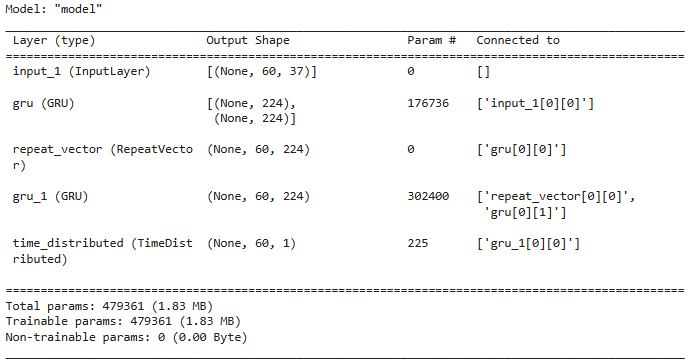 Model: "model"
Layer (type) Output Shape Param # Connected to
input_1 (InputLayer) [(None, 60, 37)] 0 []
gru (GRU) [(None, 224), 176736 ['input_1[0][0]']
(None, 224)]
repeat_vector (RepeatVecto (None, 60, 224) 0 ['gru[0][0]']
r)
gru_1 (GRU) (None, 60, 224) 302400 ['repeat_vector[0][0]',
'gru[0][1]']
time_distributed (TimeDist (None, 60, 1) 225 ['gru_1[0][0]']
ributed)
Total params: 479361 (1.83 MB)
Trainable params: 479361 (1.83 MB)
Non-trainable params: 0 (0.00 Byte)